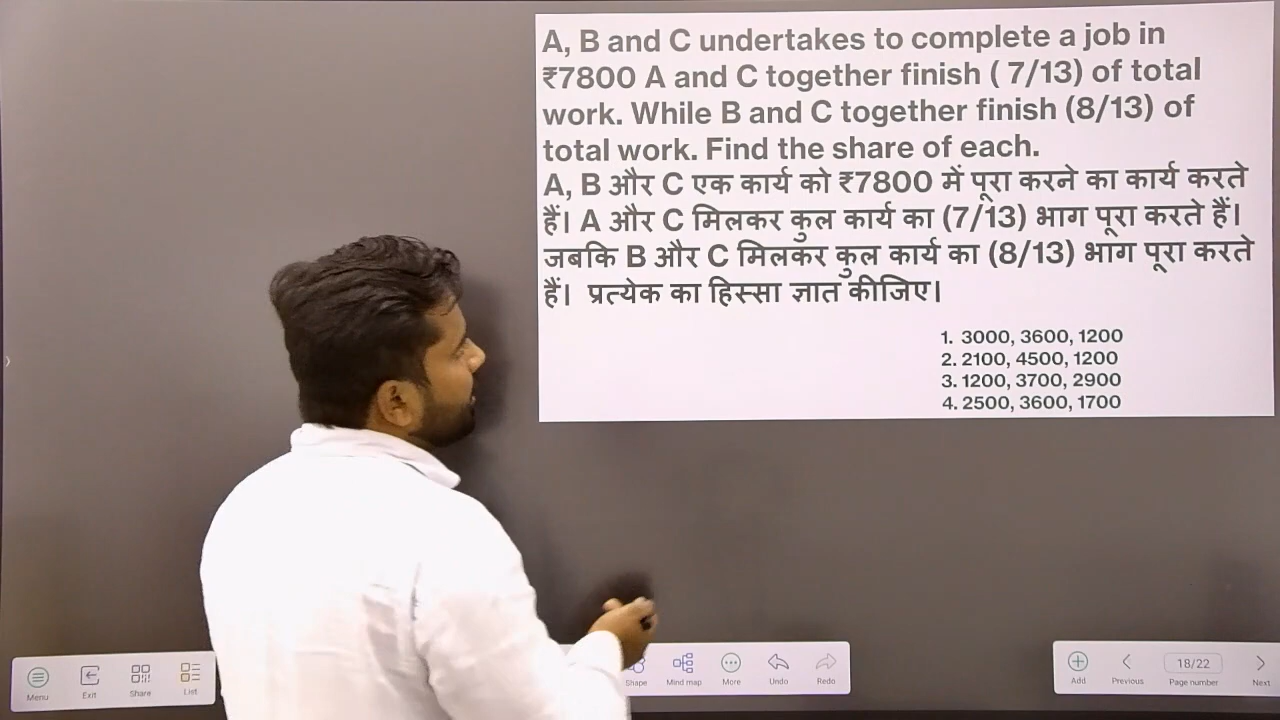 A, B and C undertakes to complete a job in
₹7800 A and C together finish ( 7/13) of total
work. While B and C together finish (8/13) of
total work. Find the share of each.
A, B और C एक कार्य को ₹7800 में पूरा करने का कार्य करते
हैं। A और C मिलकर कुल कार्य का (7/13) भाग पूरा करते हैं।
जबकि B और C मिलकर कुल कार्य का (8/13) भाग पूरा करते
हैं। प्रत्येक का हिस्सा ज्ञात कीजिए।
1. 3000, 3600, 1200
2. 2100, 4500, 1200
3. 1200, 3700, 2900
4. 2500, 3600, 1700
Menu Exit Share List Shape Mind map More Undo Redo Add Previous 18/22 Page number Next